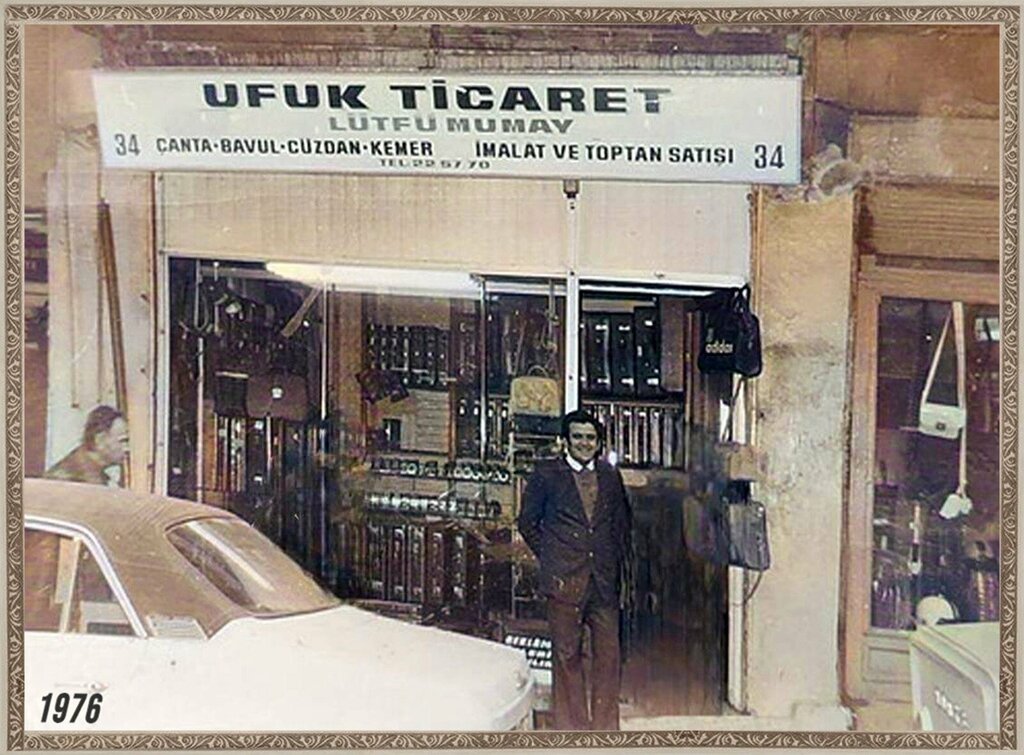 UFUK TİCARET
LÜTFÜ MUMAY
34 ÇANTA·BAVUL·CÜZDAN·KEMER İMALAT VE TOPTAN SATIŞI 34
TEL:22 57 70
adidas
1976